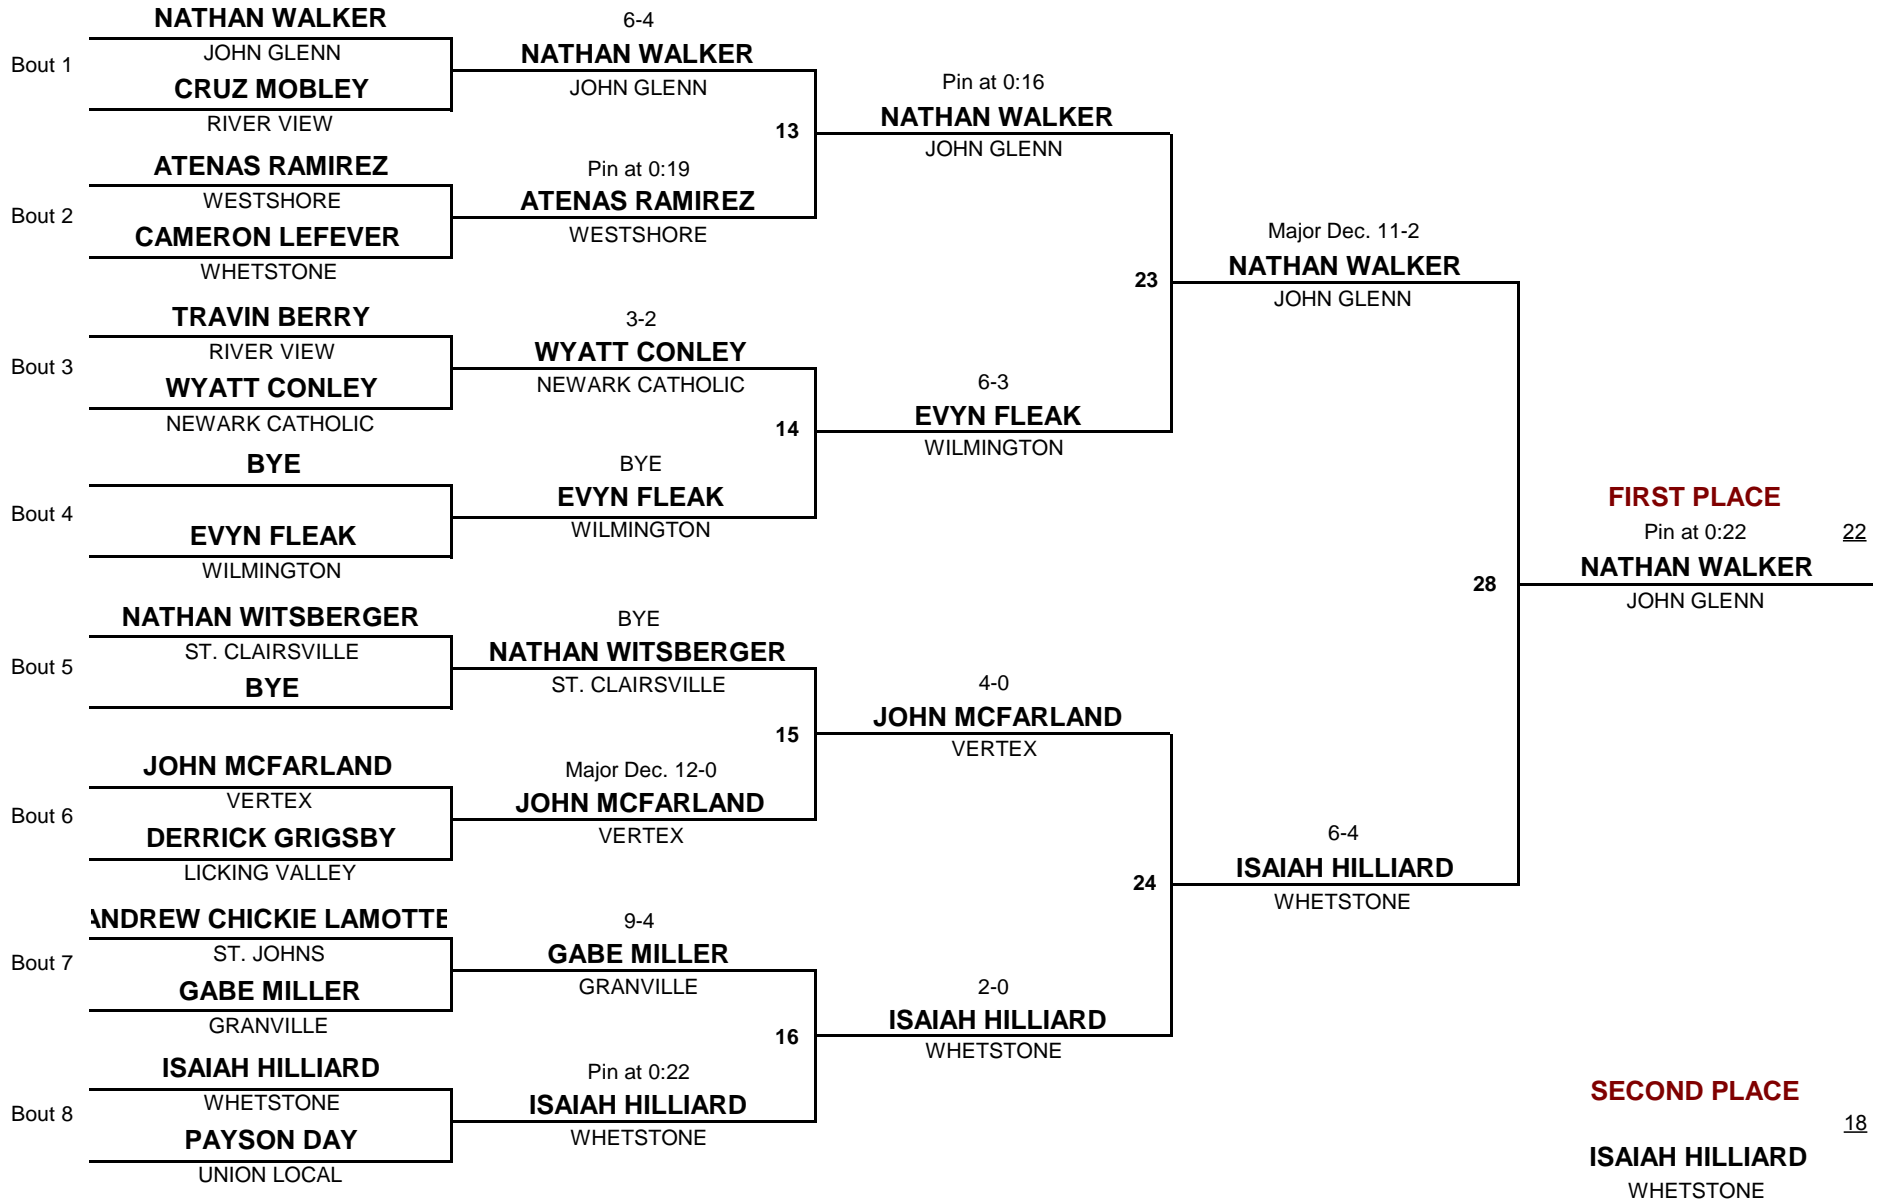 NATHAN WALKER
Bout 1
JOHN GLENN
CRUZ MOBLEY
RIVER VIEW
ATENAS RAMIREZ
Bout 2
WESTSHORE
CAMERON LEFEVER
WHETSTONE
TRAVIN BERRY
Bout 3
RIVER VIEW
WYATT CONLEY
NEWARK CATHOLIC
BYE
Bout 4
EVYN FLEAK
WILMINGTON
NATHAN WITSBERGER
Bout 5
ST. CLAIRSVILLE
BYE
JOHN MCFARLAND
Bout 6
VERTEX
DERRICK GRIGSBY
LICKING VALLEY
ANDREW CHICKIE LAMOTTE
Bout 7
ST. JOHNS
GABE MILLER
GRANVILLE
ISAIAH HILLIARD
Bout 8
WHETSTONE
PAYSON DAY
UNION LOCAL
6-4
NATHAN WALKER
JOHN GLENN
13
Pin at 0:19
ATENAS RAMIREZ
WESTSHORE
3-2
WYATT CONLEY
NEWARK CATHOLIC
14
BYE
EVYN FLEAK
WILMINGTON
BYE
NATHAN WITSBERGER
ST. CLAIRSVILLE
15
Major Dec. 12-0
JOHN MCFARLAND
VERTEX
9-4
GABE MILLER
GRANVILLE
16
Pin at 0:22
ISAIAH HILLIARD
WHETSTONE
Pin at 0:16
NATHAN WALKER
JOHN GLENN
23
6-3
EVYN FLEAK
WILMINGTON
4-0
JOHN MCFARLAND
VERTEX
24
2-0
ISAIAH HILLIARD
WHETSTONE
Major Dec. 11-2
NATHAN WALKER
JOHN GLENN
28
6-4
ISAIAH HILLIARD
WHETSTONE
FIRST PLACE
Pin at 0:22 22
NATHAN WALKER
JOHN GLENN
SECOND PLACE
18
ISAIAH HILLIARD
WHETSTONE